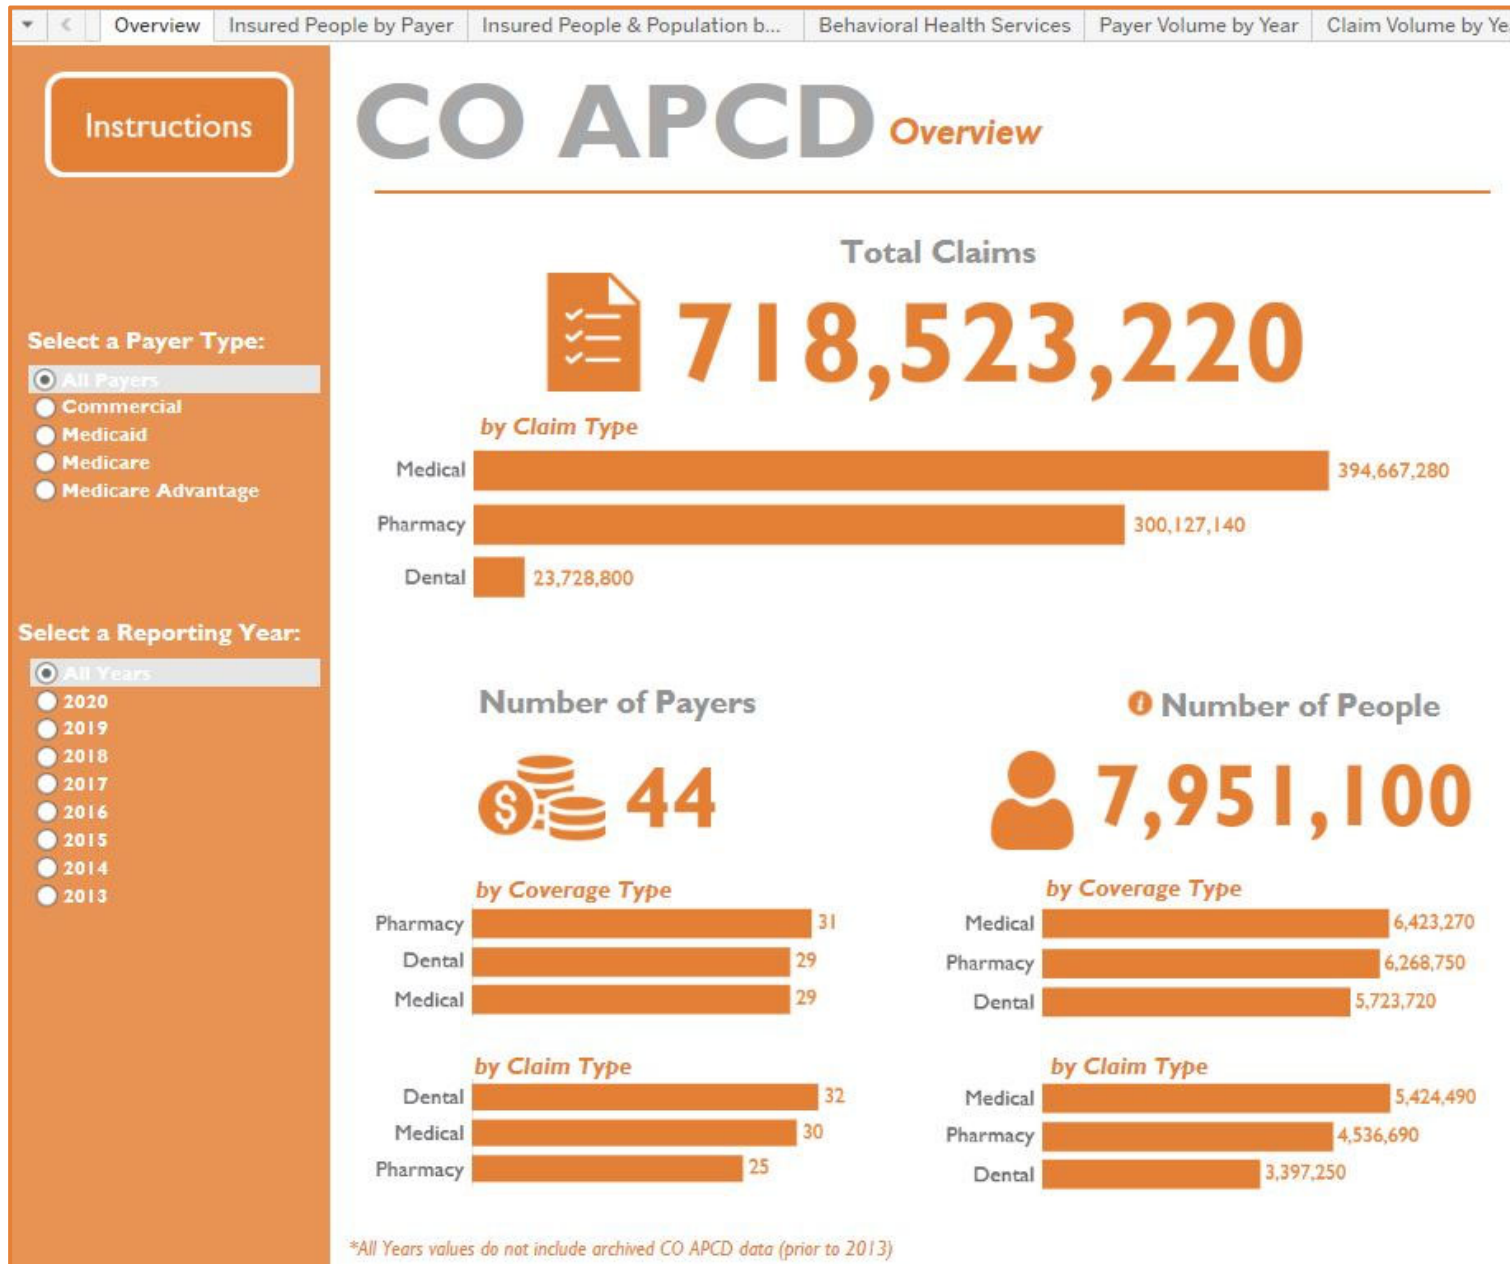 Overview
Insured People by Payer
Insured People & Population b...
Behavioral Health Services
Payer Volume by Year
Claim Volume by Ye
Instructions
CO APCD Overview
Select a Payer Type:
All Payers
Commercial
Medicaid
Medicare
Medicare Advantage
Select a Reporting Year:
All Years
2020
2019
2018
2017
2016
2015
2014
2013
Total Claims
718,523,220
by Claim Type
Medical 394,667,280
Pharmacy 300,127,140
Dental 23,728,800
Number of Payers
$ 44
by Coverage Type
Pharmacy 31
Dental 29
Medical 29
by Claim Type
Dental 32
Medical 30
Pharmacy 25
i Number of People
7,951,100
by Coverage Type
Medical 6,423,270
Pharmacy 6,268,750
Dental 5,723,720
by Claim Type
Medical 5,424,490
Pharmacy 4,536,690
Dental 3,397,250
*All Years values do not include archived CO APCD data (prior to 2013)